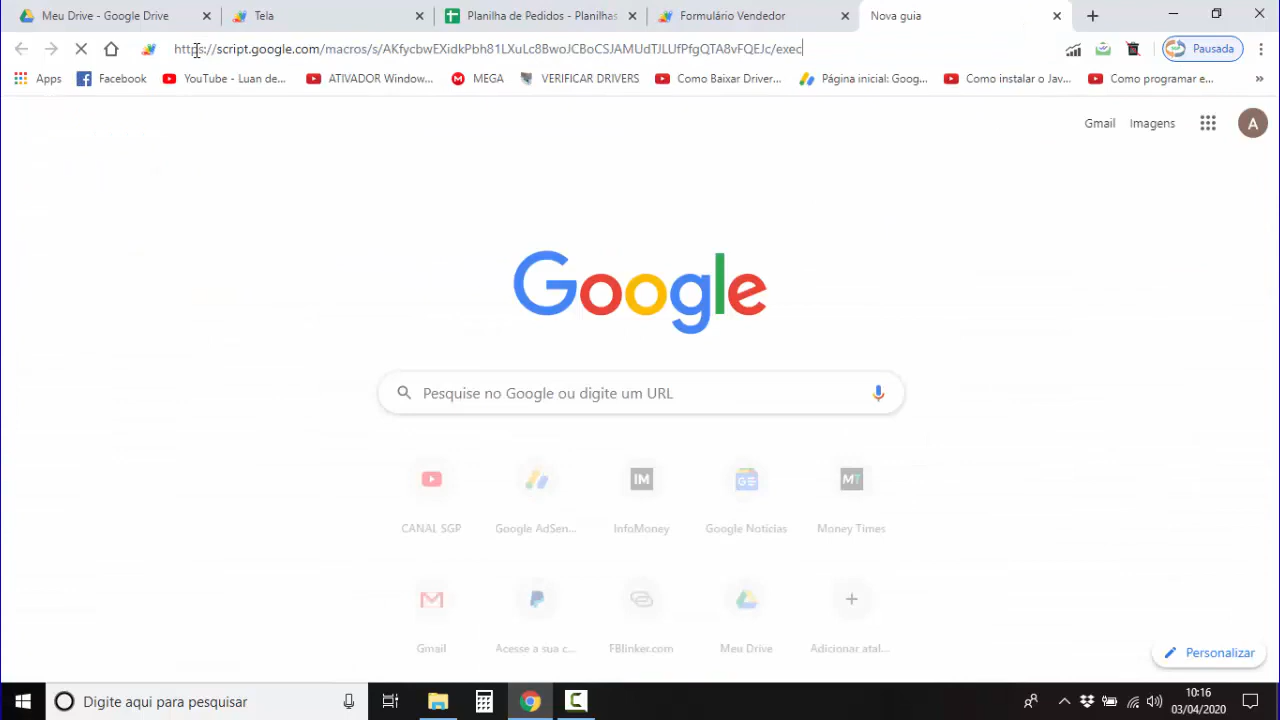 Meu Drive - Google Drive
Tela
Planilha de Pedidos - Planilhas
Formulário Vendedor
Nova guia
https://script.google.com/macros/s/AKfycbwEXidkPbh81LXuLc8BwoJCBoCSJAMUdTJLUfPfgQTA8vFQEJc/exec
Pausada
Apps
Facebook
YouTube - Luan de...
ATIVADOR Window...
MEGA
VERIFICAR DRIVERS
Como Baixar Driver...
Página inicial: Goog...
Como instalar o Jav...
Como programar e...
Gmail
Imagens
A
Google
Pesquise no Google ou digite um URL
IM
GE
MT
CANAL SGP
Google AdSen...
InfoMoney
Google Notícias
Money Times
Gmail
Acesse a sua c...
FBlinker.com
Meu Drive
Adicionar atal...
Personalizar
Digite aqui para pesquisar
10:16
03/04/2020